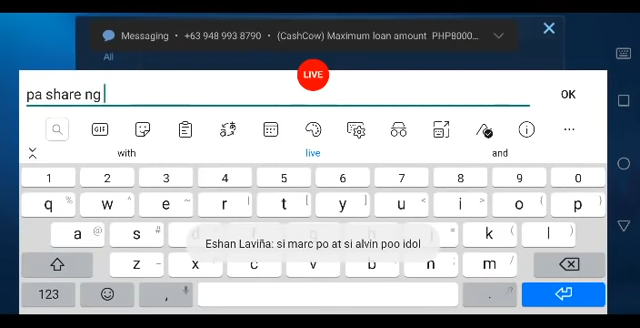 Messaging • +63 948 993 8790 • (CashCow) Maximum loan amount PHP8000...
All
LIVE
pa share ng
OK
GIF
with live and
1 2 3 4 5 6 7 8 9 0
q w e r t y u i o p
a s k l
Eshan Laviña: si marc po at si alvin poo idol
z x c v b n m
123 , .